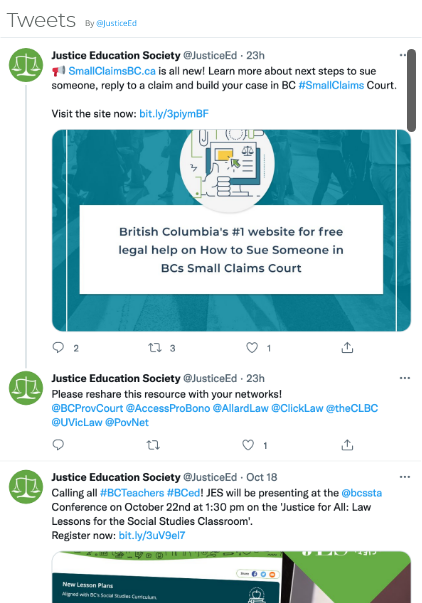 Tweets By @JusticeEd
Justice Education Society @JusticeEd · 23h
📢 SmallClaimsBC.ca is all new! Learn more about next steps to sue
someone, reply to a claim and build your case in BC #SmallClaims Court.
Visit the site now: bit.ly/3piymBF
British Columbia's #1 website for free
legal help on How to Sue Someone in
BCs Small Claims Court
2 3 1
Justice Education Society @JusticeEd · 23h
Please reshare this resource with your networks!
@BCProvCourt @AccessProBono @AllardLaw @ClickLaw @theCLBC
@UVicLaw @PovNet
1
Justice Education Society @JusticeEd · Oct 18
Calling all #BCTeachers #BCed! JES will be presenting at the @bcssta
Conference on October 22nd at 1:30 pm on the 'Justice for All: Law
Lessons for the Social Studies Classroom'.
Register now: bit.ly/3uV9el7
Share
New Lesson Plans
Aligned with BC's Social Studies Curriculum.